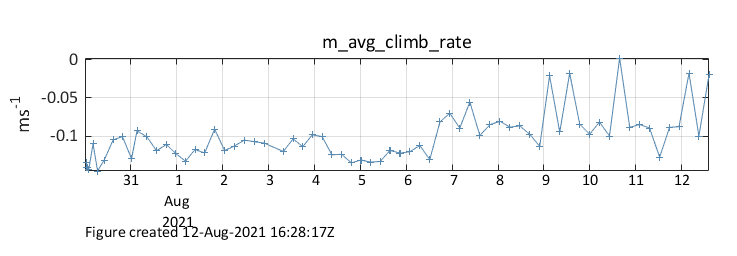 m_avg_climb_rate
0
-0.05
-0.1
ms-1
31 1 2 3 4 5 6 7 8 9 10 11 12
Aug
2021
Figure created 12-Aug-2021 16:28:17Z